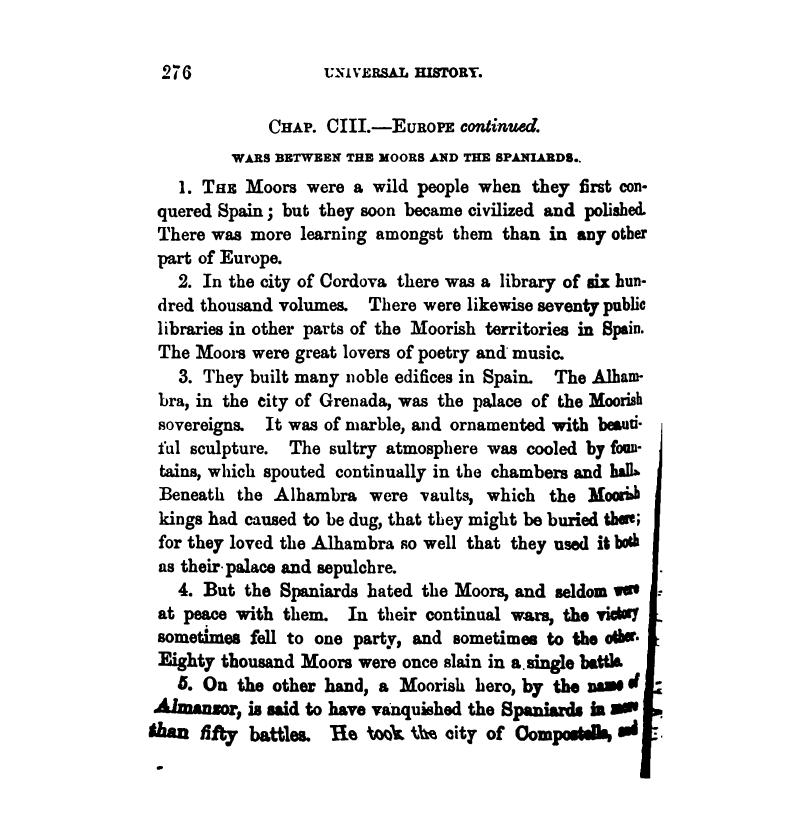 276 UNIVERSAL HISTORY.
CHAP. CIII.—EUROPE continued.
WARS BETWEEN THE MOORS AND THE SPANIARDS.
1. THE Moors were a wild people when they first con-
quered Spain; but they soon became civilized and polished.
There was more learning amongst them than in any other
part of Europe.
2. In the city of Cordova there was a library of six hun-
dred thousand volumes. There were likewise seventy public
libraries in other parts of the Moorish territories in Spain.
The Moors were great lovers of poetry and music.
3. They built many noble edifices in Spain. The Alham-
bra, in the city of Grenada, was the palace of the Moorish
sovereigns. It was of marble, and ornamented with beauti-
ful sculpture. The sultry atmosphere was cooled by foun-
tains, which spouted continually in the chambers and halls.
Beneath the Alhambra were vaults, which the Moorish
kings had caused to be dug, that they might be buried there;
for they loved the Alhambra so well that they used it both
as their palace and sepulchre.
4. But the Spaniards hated the Moors, and seldom were
at peace with them. In their continual wars, the victory
sometimes fell to one party, and sometimes to the other.
Eighty thousand Moors were once slain in a single battle.
5. On the other hand, a Moorish hero, by the name of
Almanzor, is said to have vanquished the Spaniards in more
than fifty battles. He took the city of Compostella, and